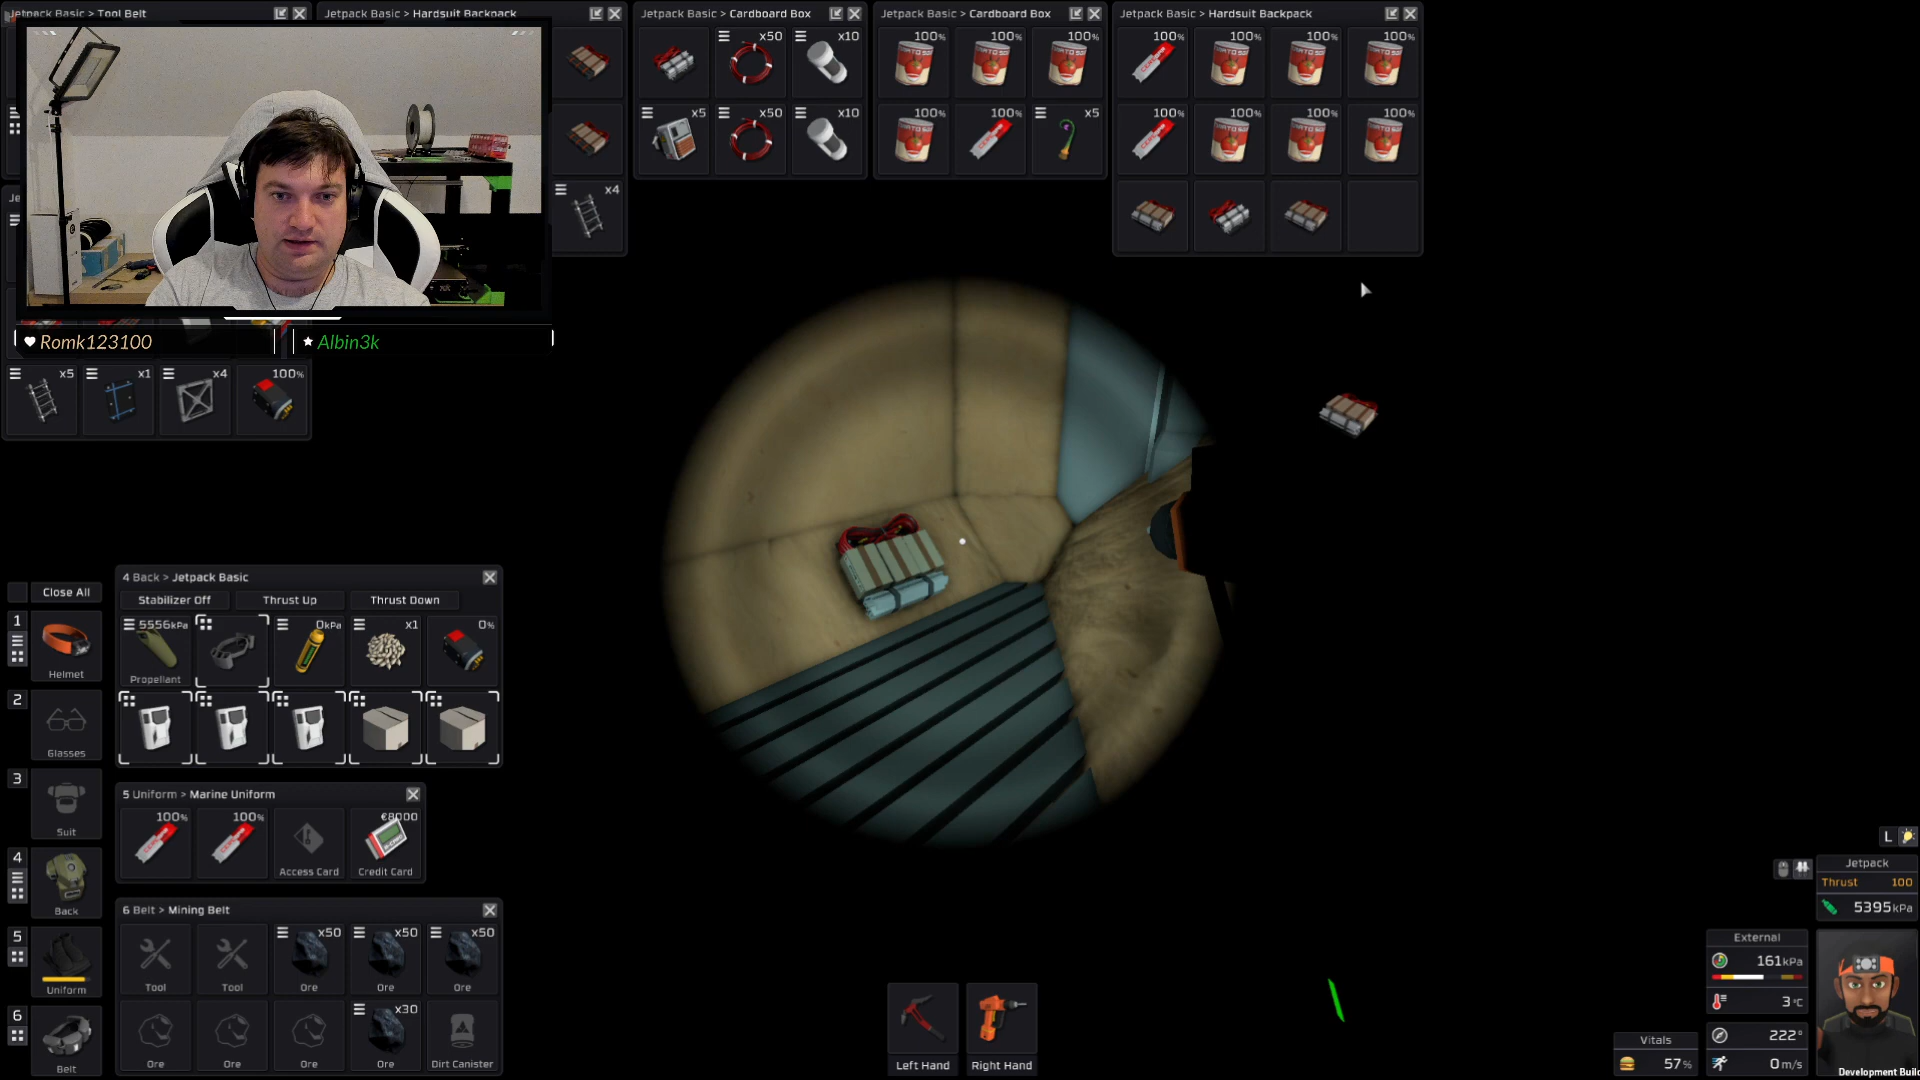 Jetpack Basic > Tool Belt
Jetpack Basic > Hardsuit Backpack
Jetpack Basic > Cardboard Box
Jetpack Basic > Cardboard Box
Jetpack Basic > Hardsuit Backpack
x50
x10
100%
100%
100%
100%
100%
100%
100%
x5
x50
x10
100%
100%
x5
100%
100%
100%
100%
x4
Romk123100
Albin3k
x5
x1
x4
100%
Close All
1
Helmet
2
Glasses
3
Suit
4
Back
5
Uniform
6
Belt
4 Back > Jetpack Basic
Stabilizer Off
Thrust Up
Thrust Down
5556kPa
0kPa
x1
0%
Propellant
5 Uniform > Marine Uniform
100%
100%
€8000
Access Card
Credit Card
6 Belt > Mining Belt
x50
x50
x50
Tool
Tool
Ore
Ore
Ore
x30
Ore
Ore
Ore
Ore
Dirt Canister
Left Hand
Right Hand
L
Jetpack
Thrust 100
5395kPa
External
161kPa
3°C
222°
0m/s
Vitals
57%
Development Build